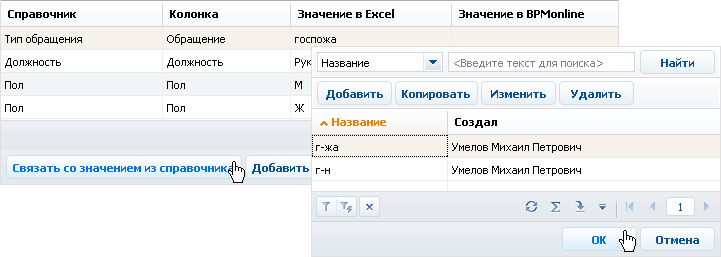 Справочник Колонка Значение в Excel Значение в BPMonline
Тип обращения Обращение госпожа
Должность Должность Рук
Пол Пол М
Пол Пол Ж
Связать со значением из справочника Добавить
Название <Введите текст для поиска> Найти
Добавить Копировать Изменить Удалить
Название Создал
г-жа Умелов Михаил Петрович
г-н Умелов Михаил Петрович
1
ОК Отмена